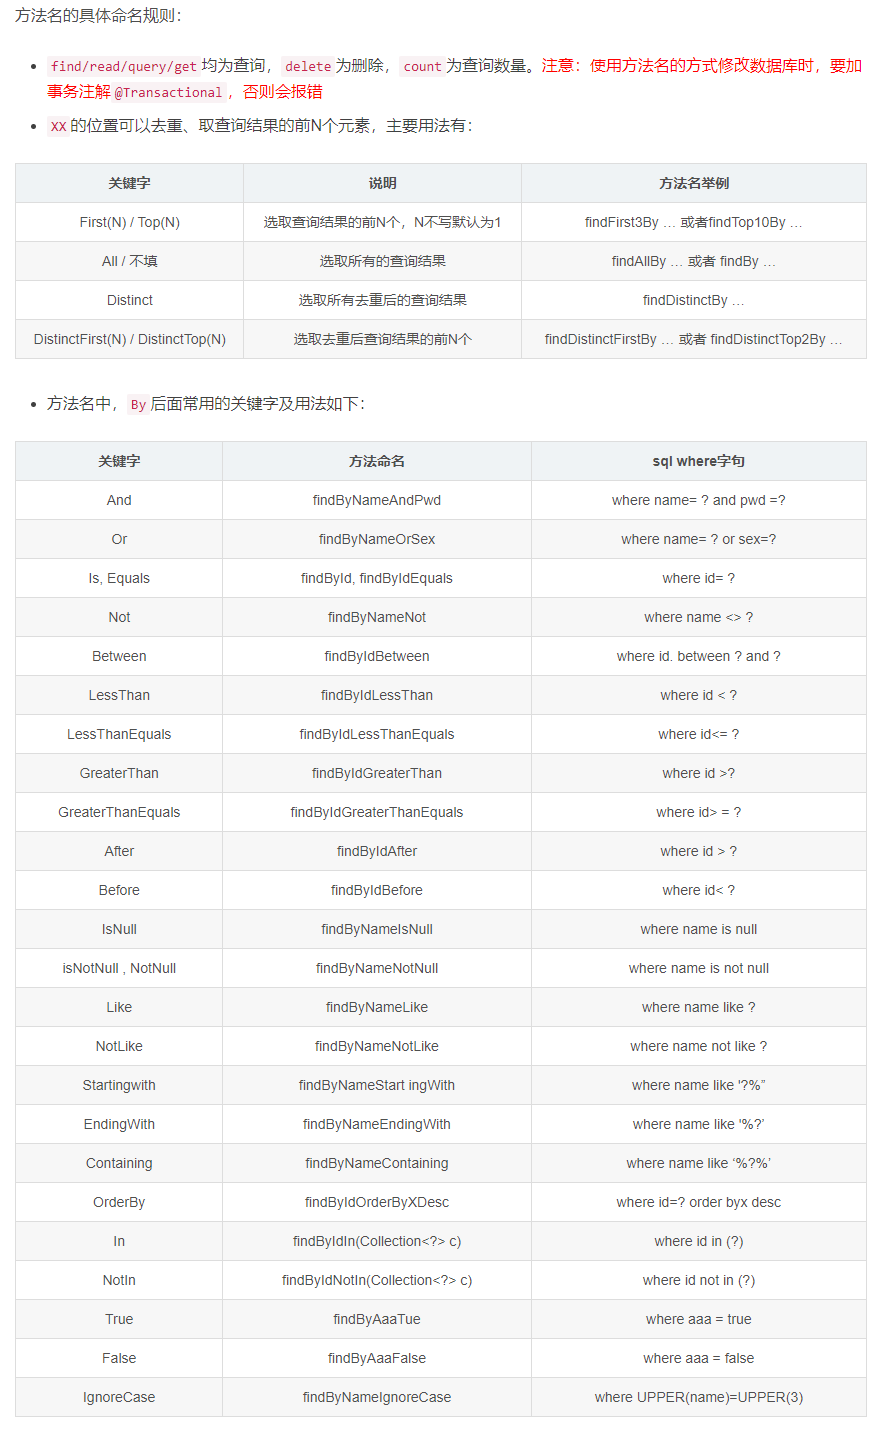 方法名的具体命名规则：
find/read/query/get 均为查询，delete 为删除，count 为查询数量。注意：使用方法名的方式修改数据库时，要加
事务注解 @Transactional ，否则会报错
XX 的位置可以去重、取查询结果的前N个元素，主要用法有：
关键字 说明 方法名举例
First(N) / Top(N) 选取查询结果的前N个，N不写默认为1 findFirst3By … 或者findTop10By …
All / 不填 选取所有的查询结果 findAllBy … 或者 findBy …
Distinct 选取所有去重后的查询结果 findDistinctBy …
DistinctFirst(N) / DistinctTop(N) 选取去重后查询结果的前N个 findDistinctFirstBy … 或者 findDistinctTop2By …
方法名中，By 后面常用的关键字及用法如下：
关键字 方法命名 sql where字句
And findByNameAndPwd where name= ? and pwd =?
Or findByNameOrSex where name= ? or sex=?
Is, Equals findById, findByIdEquals where id= ?
Not findByNameNot where name <> ?
Between findByIdBetween where id. between ? and ?
LessThan findByIdLessThan where id < ?
LessThanEquals findByIdLessThanEquals where id<= ?
GreaterThan findByIdGreaterThan where id >?
GreaterThanEquals findByIdGreaterThanEquals where id> = ?
After findByIdAfter where id > ?
Before findByIdBefore where id< ?
IsNull findByNameIsNull where name is null
isNotNull , NotNull findByNameNotNull where name is not null
Like findByNameLike where name like ?
NotLike findByNameNotLike where name not like ?
Startingwith findByNameStart ingWith where name like '?%”
EndingWith findByNameEndingWith where name like '%?’
Containing findByNameContaining where name like ‘%?%’
OrderBy findByIdOrderByXDesc where id=? order byx desc
In findByIdIn(Collection<?> c) where id in (?)
NotIn findByIdNotIn(Collection<?> c) where id not in (?)
True findByAaaTue where aaa = true
False findByAaaFalse where aaa = false
IgnoreCase findByNameIgnoreCase where UPPER(name)=UPPER(3)